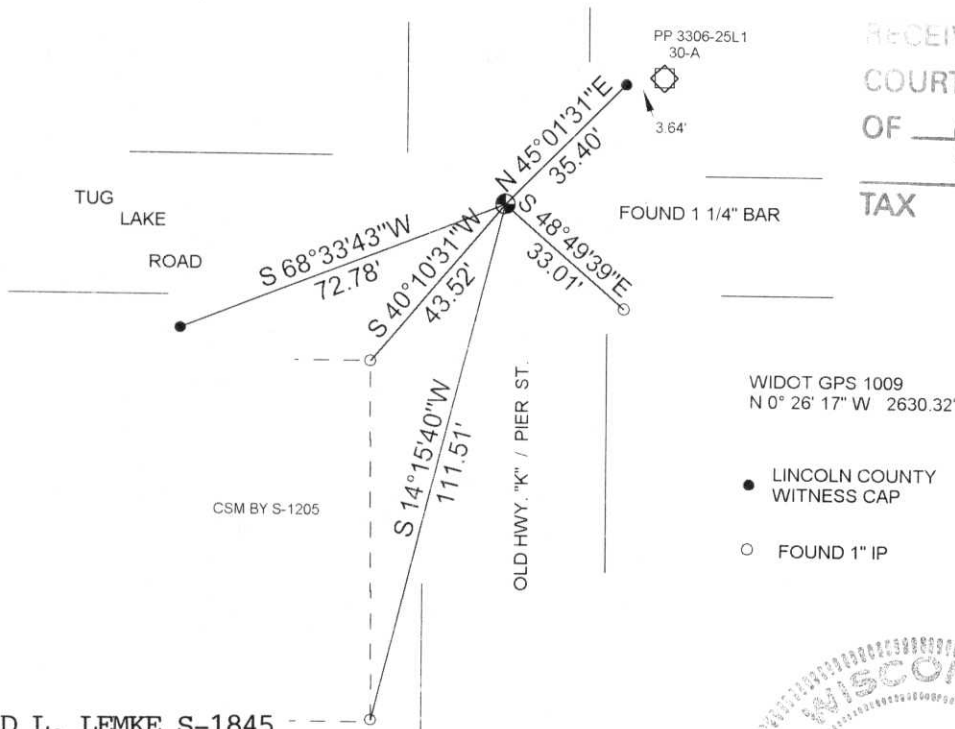 PP 3306-25L1
30-A
3.64'
N 45°01'31"E
35.40'
TUG
LAKE
ROAD
FOUND 1 1/4" BAR
S 68°33'43"W
72.78'
S 40°10'31"W
43.52'
S 48°49'39"E
33.01'
S 14°15'40"W
111.51'
OLD HWY. "K" / PIER ST.
CSM BY S-1205
WIDOT GPS 1009
N 0° 26' 17" W 2630.32'
LINCOLN COUNTY
WITNESS CAP
FOUND 1" IP
D L. LEMKE S-1845
RECEI
COURT
OF
TAX
WISCO